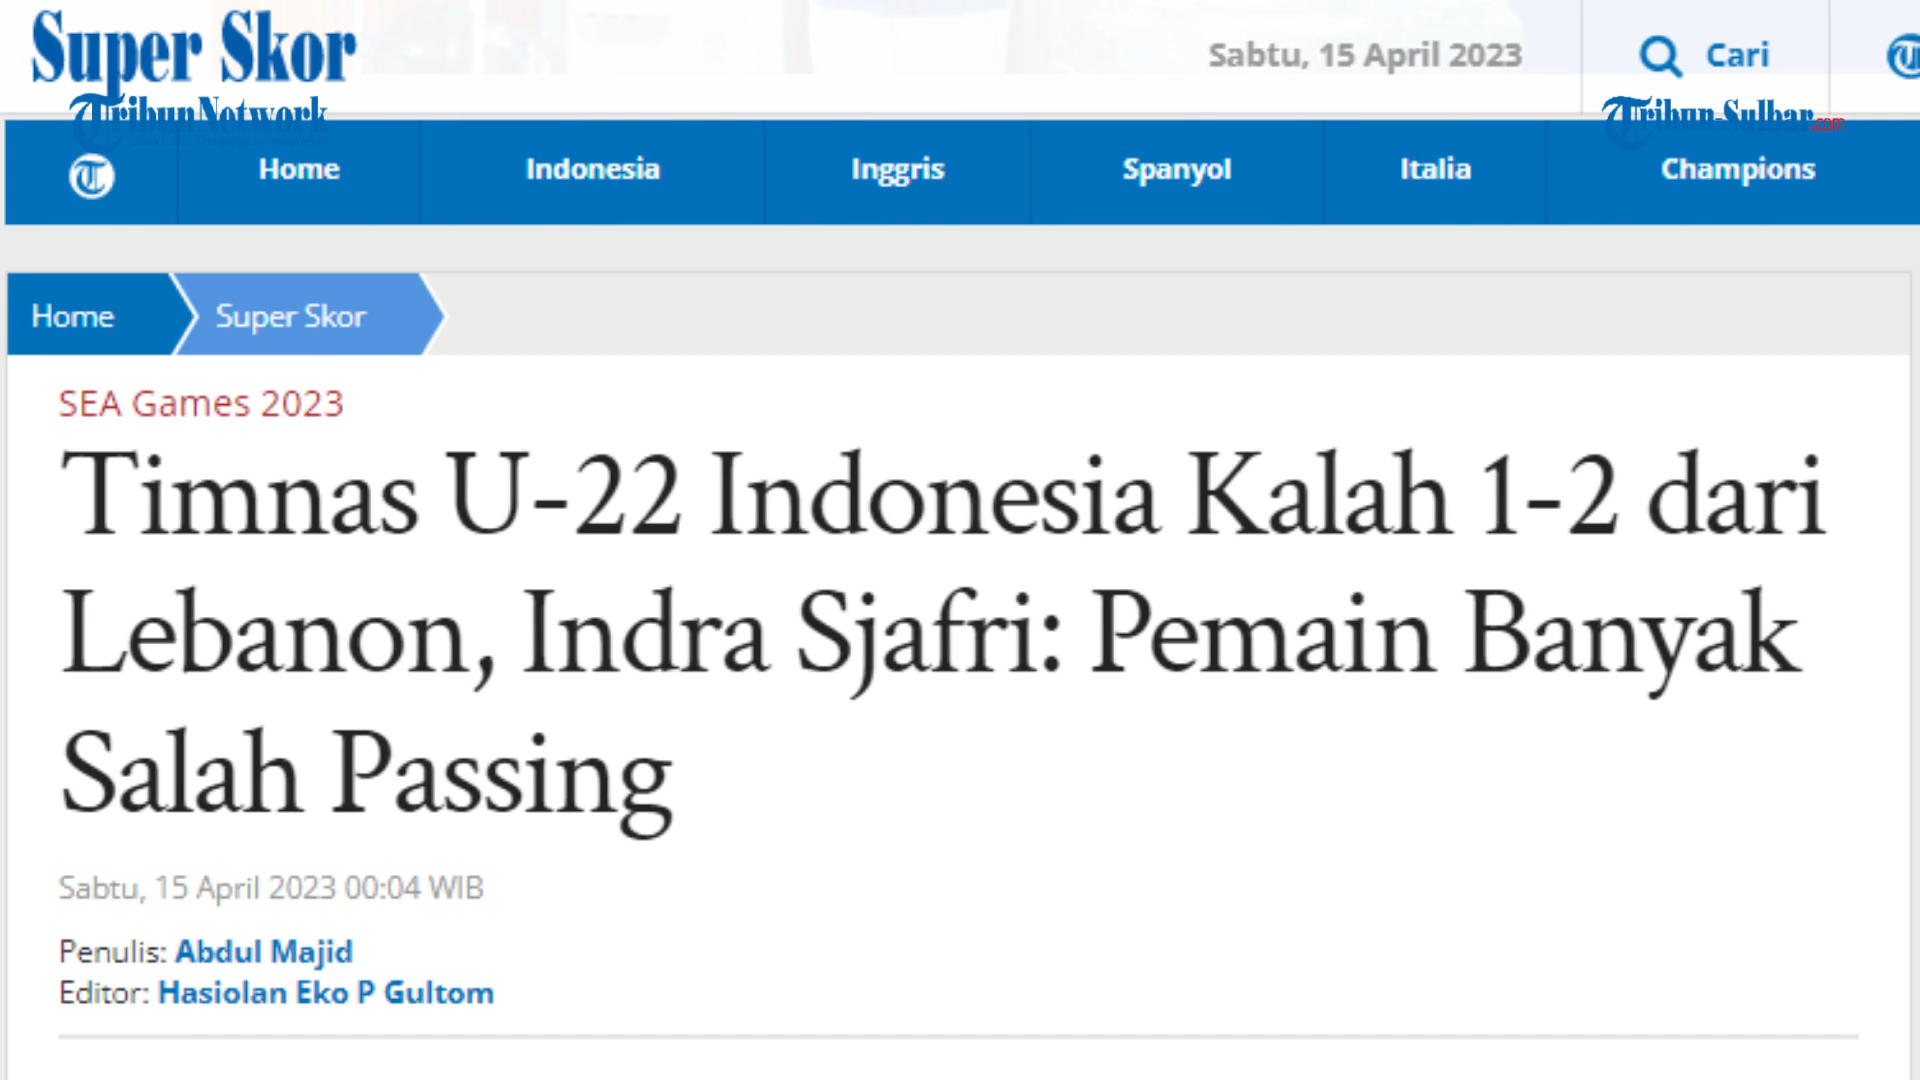 Super Skor
Sabtu, 15 April 2023
Cari
TribunNetwork
Tribun-Sulbar.com
Home
Indonesia
Inggris
Spanyol
Italia
Champions
Home
Super Skor
SEA Games 2023
Timnas U-22 Indonesia Kalah 1-2 dari
Lebanon, Indra Sjafri: Pemain Banyak
Salah Passing
Sabtu, 15 April 2023 00:04 WIB
Penulis: Abdul Majid
Editor: Hasiolan Eko P Gultom